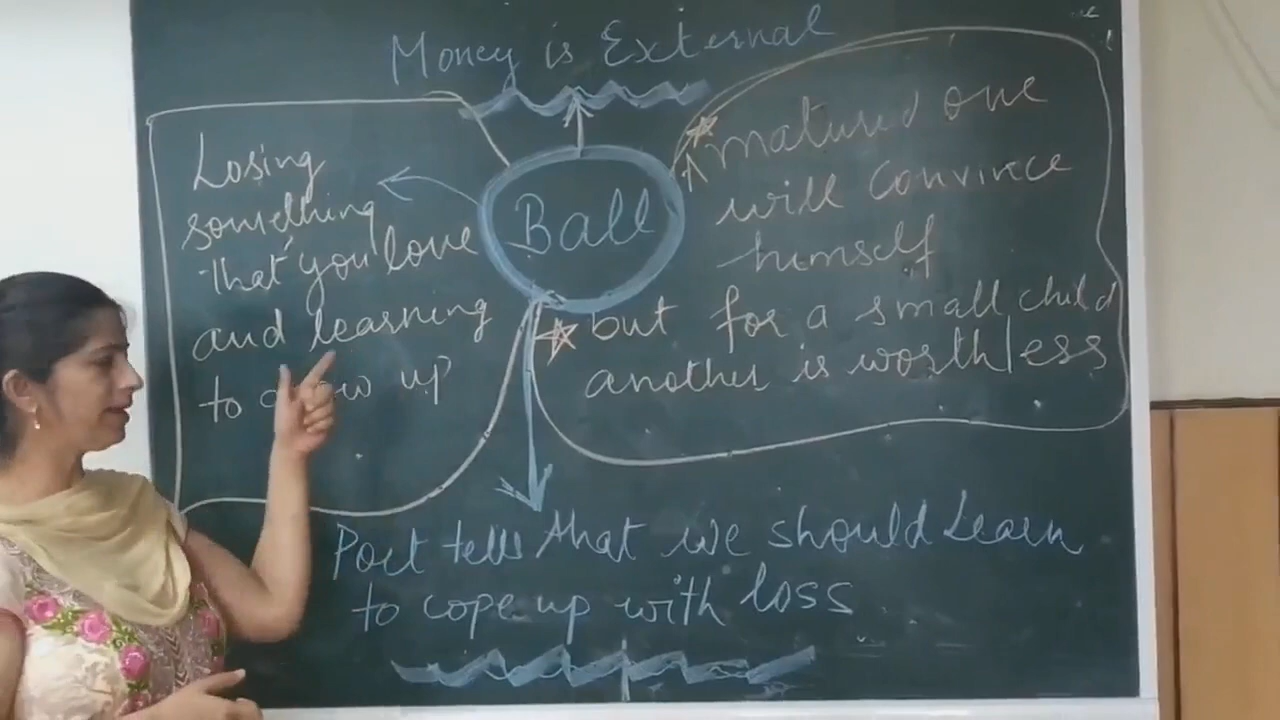 Money is External
Losing
something
that you love
and learning
to grow up
Ball
A matured one
will convince
himself
but for a small child
another is worthless
Poet tells that we should Learn
to cope up with loss